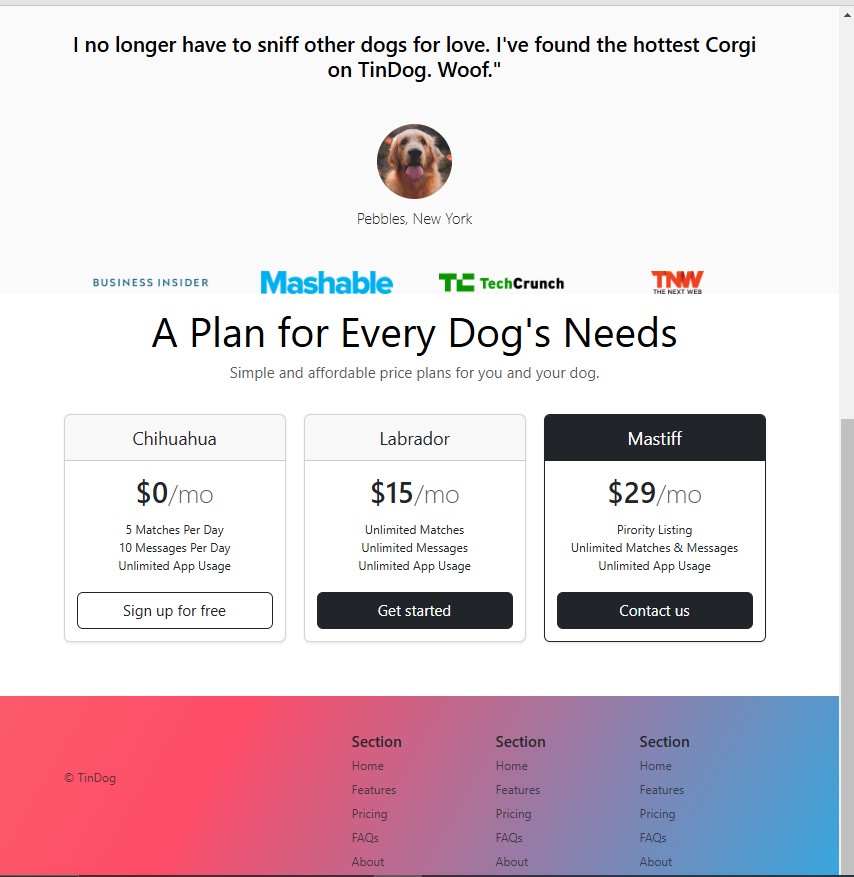 I no longer have to sniff other dogs for love. I've found the hottest Corgi
on TinDog. Woof."
Pebbles, New York
BUSINESS INSIDER
Mashable
TC TechCrunch
TNW
THE NEXT WEB
A Plan for Every Dog's Needs
Simple and affordable price plans for you and your dog.
Chihuahua
$0/mo
5 Matches Per Day
10 Messages Per Day
Unlimited App Usage
Sign up for free
Labrador
$15/mo
Unlimited Matches
Unlimited Messages
Unlimited App Usage
Get started
Mastiff
$29/mo
Pirority Listing
Unlimited Matches & Messages
Unlimited App Usage
Contact us
© TinDog
Section
Home
Features
Pricing
FAQs
About
Section
Home
Features
Pricing
FAQs
About
Section
Home
Features
Pricing
FAQs
About